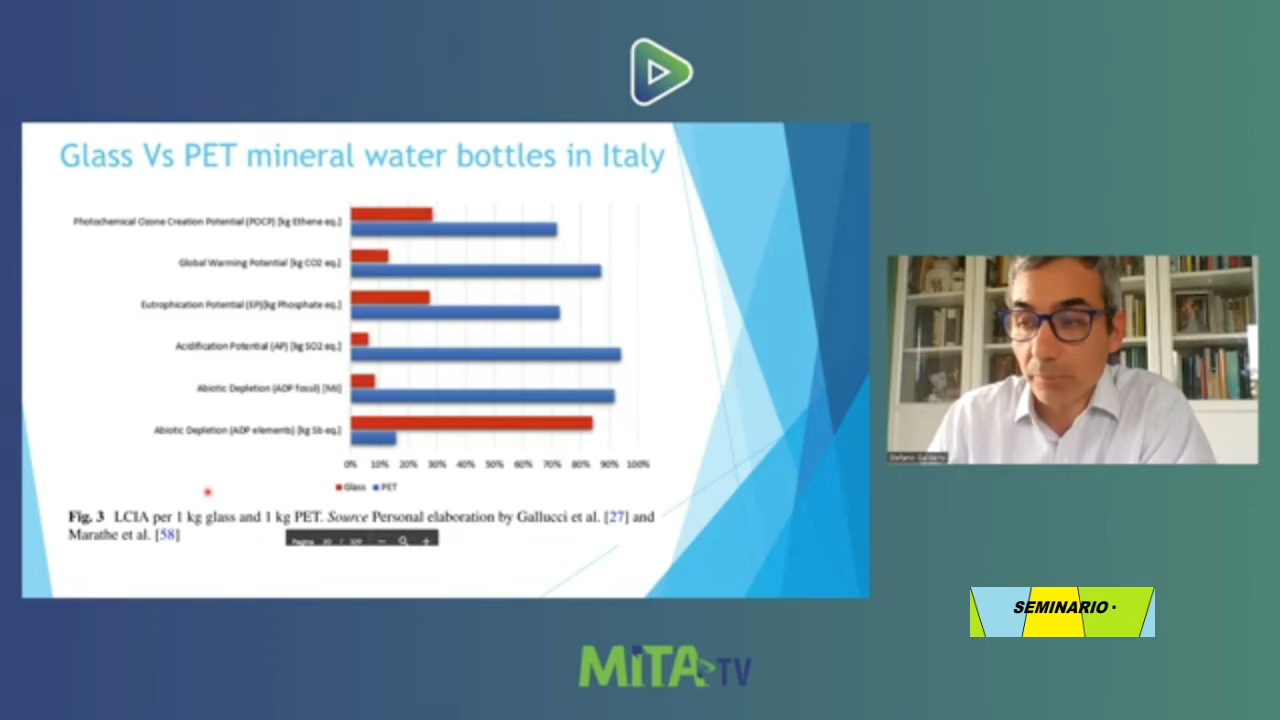 Glass Vs PET mineral water bottles in Italy
Photochemical Ozone Creation Potential (POCP) [kg Ethene eq.]
Global Warming Potential [kg CO2 eq.]
Eutrophication Potential (EP)[kg Phosphate eq.]
Acidification Potential (AP) [kg SO2 eq.]
Abiotic Depletion (ADP fossil) [MJ]
Abiotic Depletion (ADP elements) [kg Sb eq.]
0% 10% 20% 30% 40% 50% 60% 70% 80% 90% 100%
Glass PET
Fig. 3 LCIA per 1 kg glass and 1 kg PET. Source Personal elaboration by Gallucci et al. [27] and
Marathe et al. [58]
Pagina /
Stefano
SEMINARIO •
MiTA TV